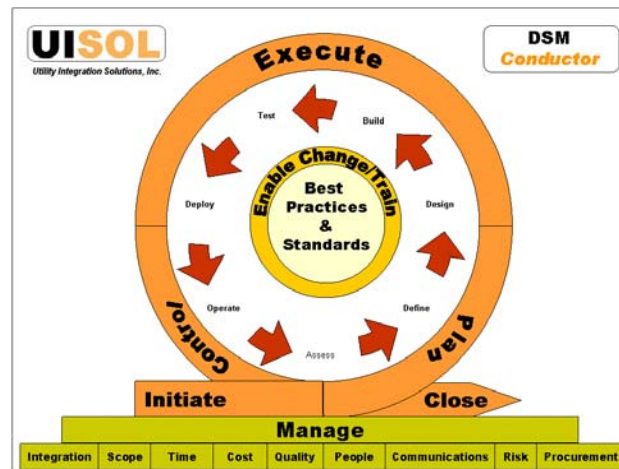 UISOL
Utility Integration Solutions, Inc.
DSM
Conductor
Execute
Test
Build
Enable Change/Train
Best
Practices
&
Standards
Deploy
Design
Operate
Define
Assess
Control
Plan
Initiate
Close
Manage
Integration Scope Time Cost Quality People Communications Risk Procurement